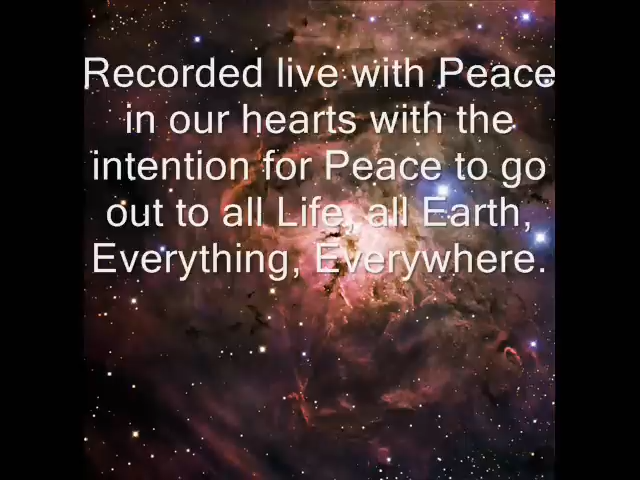 Recorded live with Peace
in our hearts with the
intention for Peace to go
out to all Life, all Earth,
Everything, Everywhere.